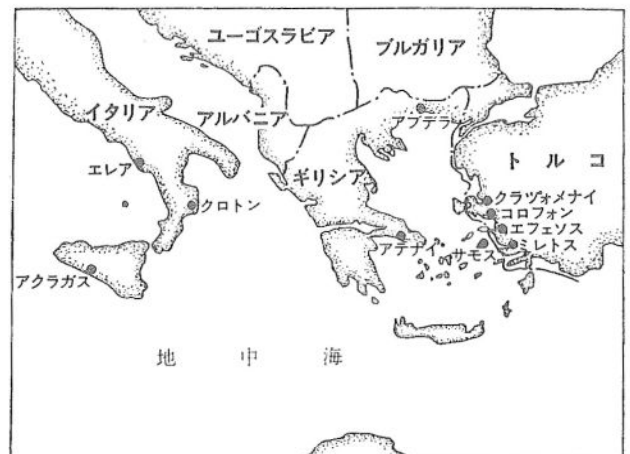 ユーゴスラビア
ブルガリア
イタリア
アルバニア
アブデラ
エレア
ギリシア
トルコ
クロトン
クラヅォメナイ
コロフォン
エフェソス
アテナイ
サモス
ミレトス
アクラガス
地中海